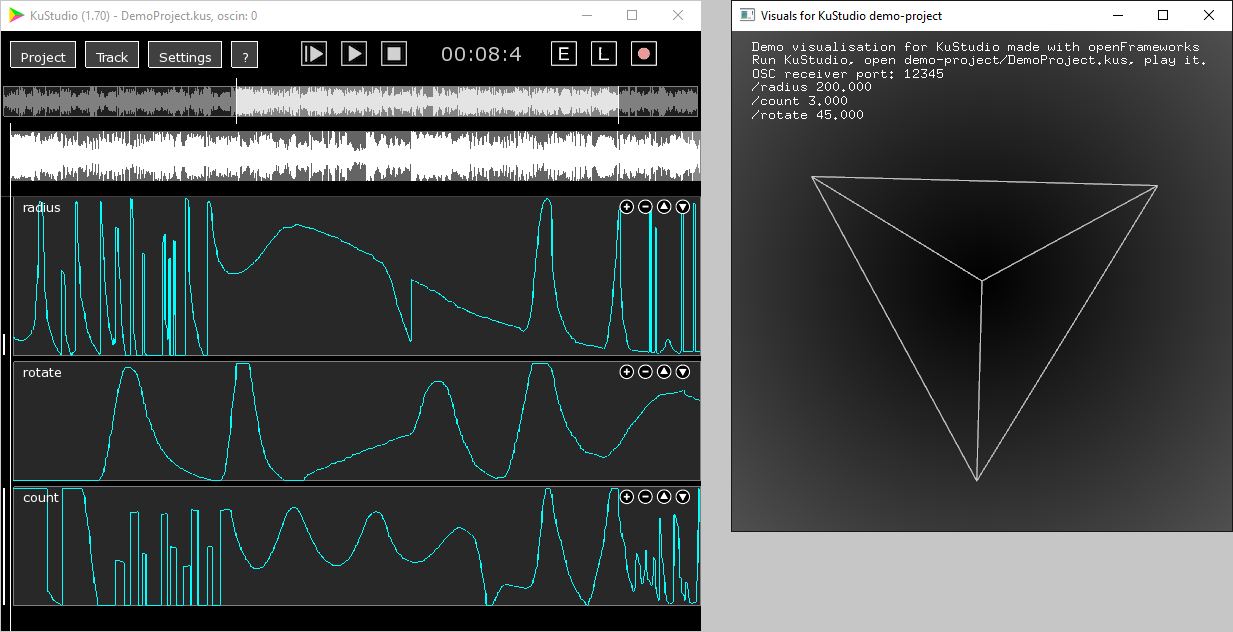 KuStudio (1.70) - DemoProject.kus, oscin: 0
Project Track Settings ? 00:08:4 E L
radius
rotate
count
Visuals for KuStudio demo-project
Demo visualisation for KuStudio made with openFrameworks
Run KuStudio, open demo-project/DemoProject.kus, play it.
OSC receiver port: 12345
/radius 200.000
/count 3.000
/rotate 45.000